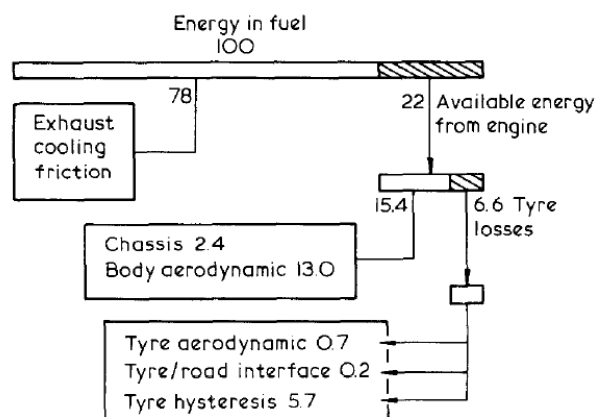 Energy in fuel
100
78
22 Available energy
from engine
Exhaust
cooling
friction
15.4
6.6 Tyre
losses
Chassis 2.4
Body aerodynamic 13.0
Tyre aerodynamic 0.7
Tyre/road interface 0.2
Tyre hysteresis 5.7